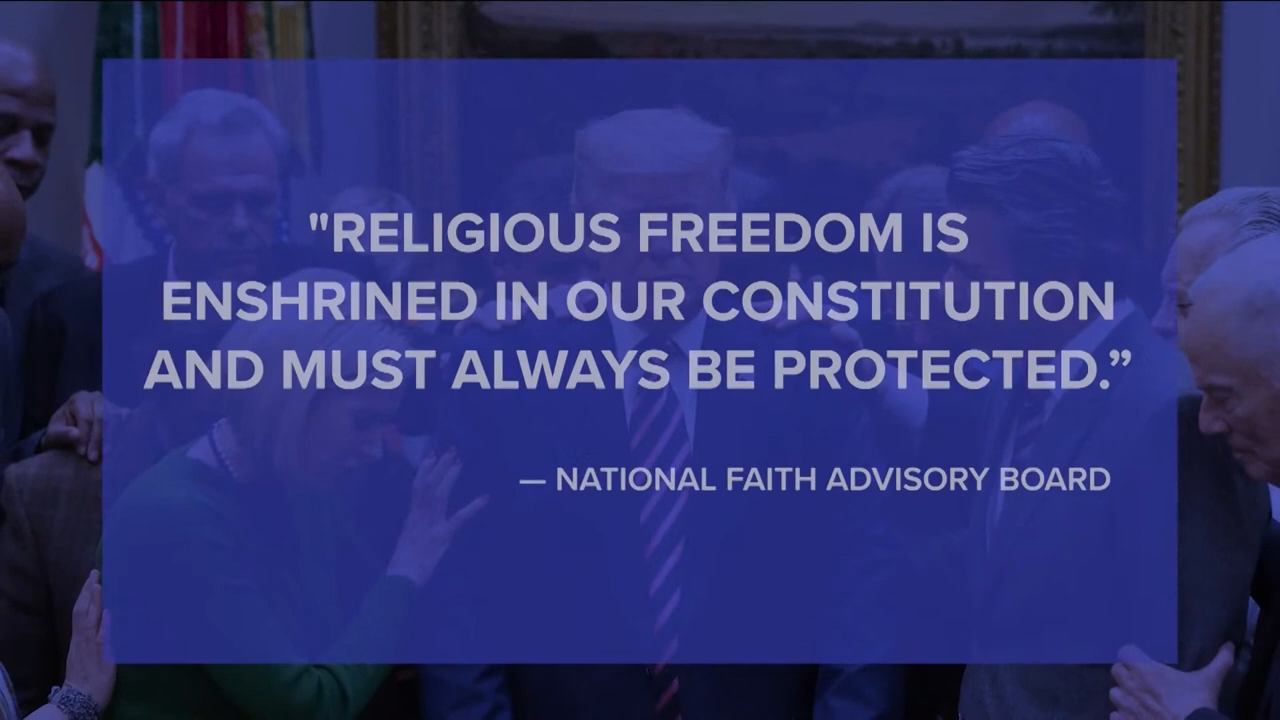 "RELIGIOUS FREEDOM IS
ENSHRINED IN OUR CONSTITUTION
AND MUST ALWAYS BE PROTECTED.”
— NATIONAL FAITH ADVISORY BOARD